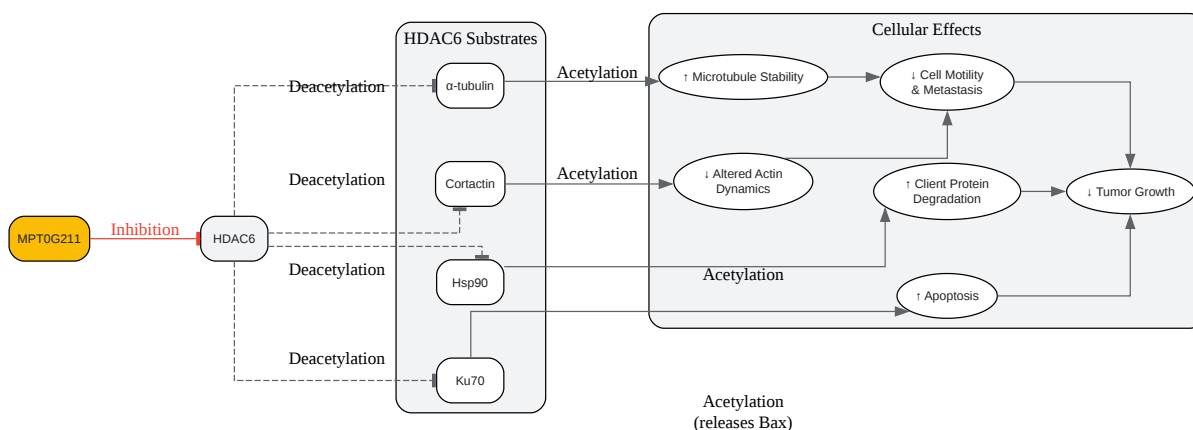 HDAC6 Substrates
Cellular Effects
Deacetylation
α-tubulin
Acetylation
↑ Microtubule Stability
↓ Cell Motility
& Metastasis
Deacetylation
Cortactin
Acetylation
↓ Altered Actin
Dynamics
↑ Client Protein
Degradation
↓ Tumor Growth
MPT0G211
Inhibition
HDAC6
Deacetylation
Hsp90
Acetylation
↑ Apoptosis
Deacetylation
Ku70
Acetylation
(releases Bax)